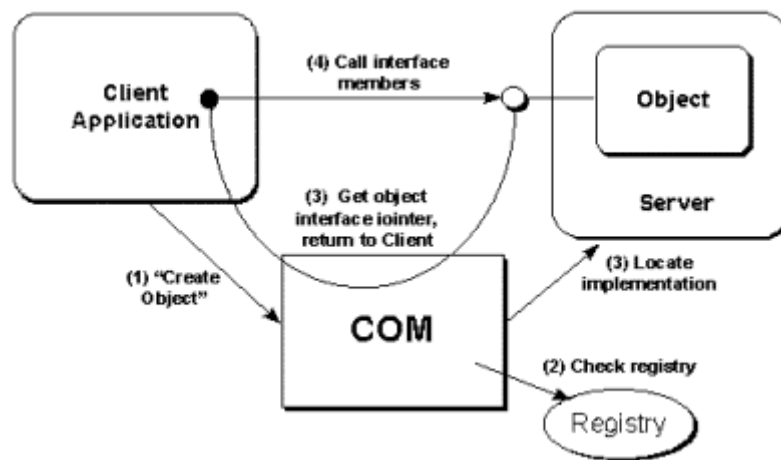 Client
Application
(4) Call interface
members
Object
Server
(3) Get object
interface iointer,
return to Client
(1) “Create
Object”
(3) Locate
implementation
COM
(2) Check registry
Registry